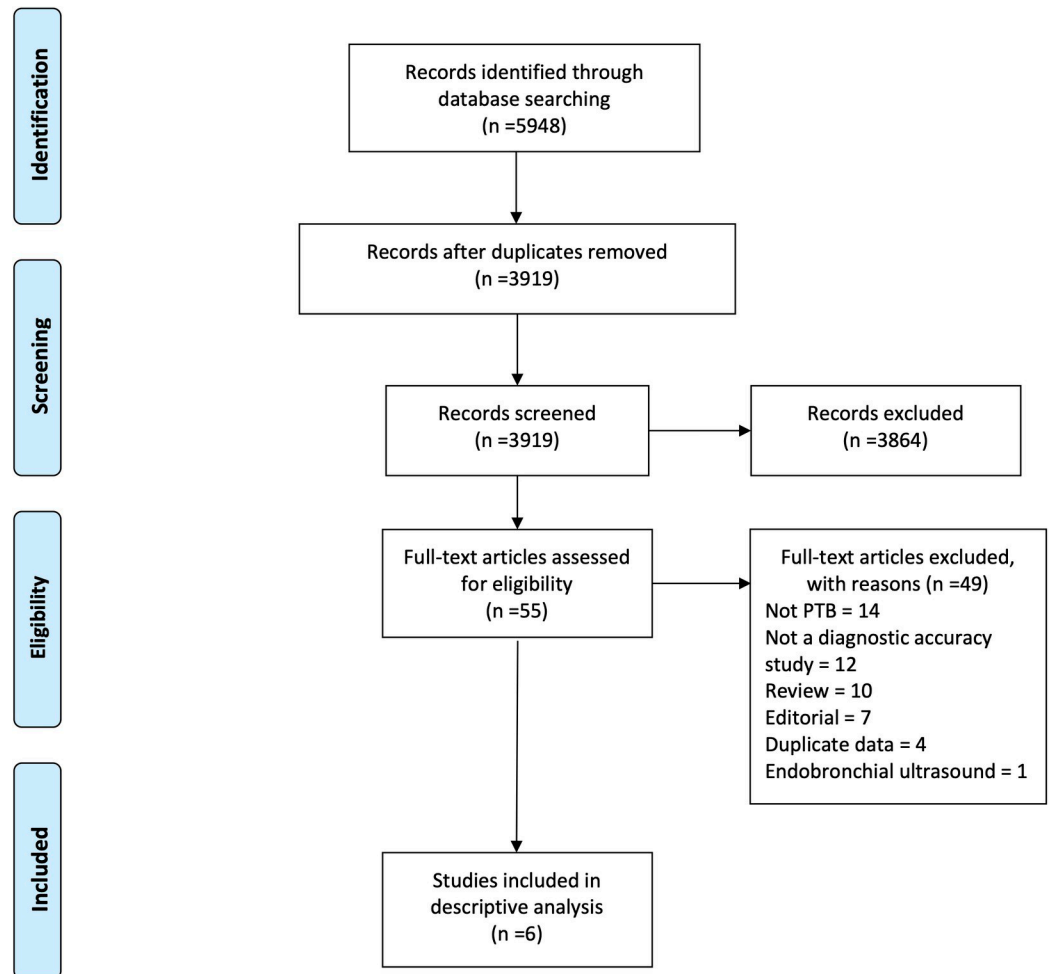 Identification
Records identified through
database searching
(n =5948)
Records after duplicates removed
(n =3919)
Screening
Records screened
(n =3919)
Records excluded
(n =3864)
Eligibility
Full-text articles assessed
for eligibility
(n =55)
Full-text articles excluded,
with reasons (n =49)
Not PTB = 14
Not a diagnostic accuracy
study = 12
Review = 10
Editorial = 7
Duplicate data = 4
Endobronchial ultrasound = 1
Included
Studies included in
descriptive analysis
(n =6)